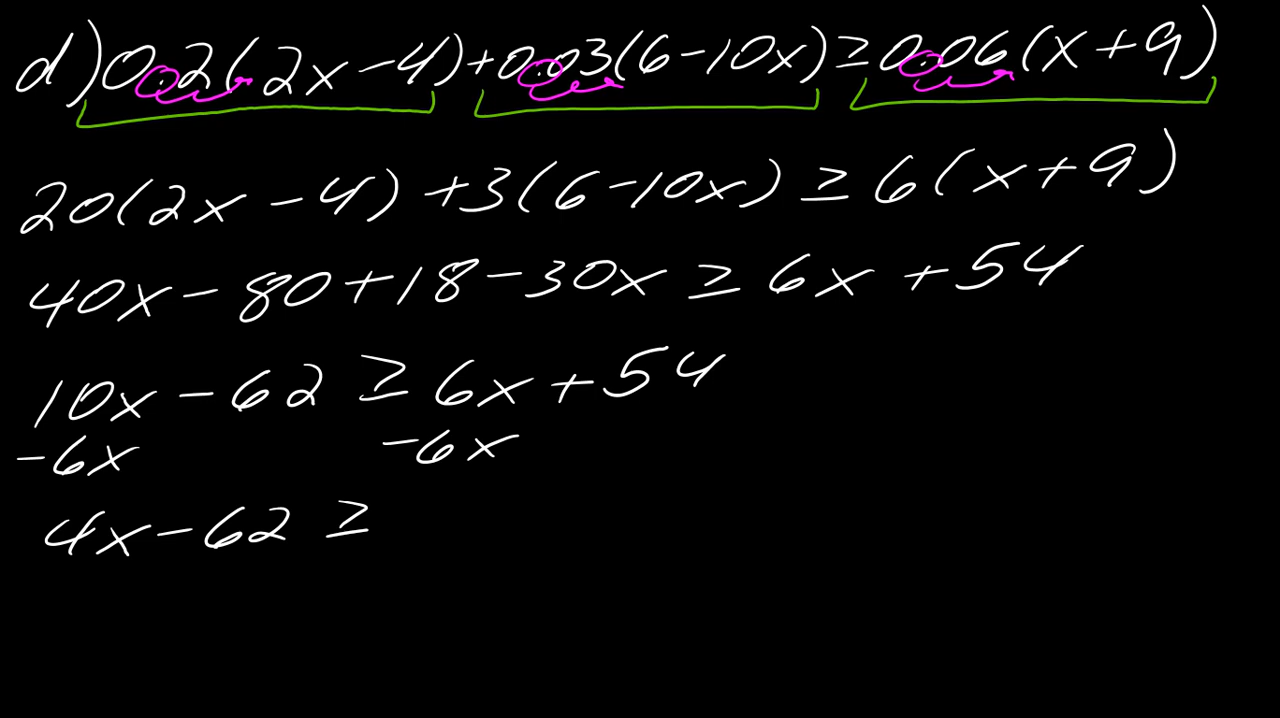 d) 0.2(2x-4)+0.03(6-10x)≥0.06(x+9)
20(2x-4)+3(6-10x)≥6(x+9)
40x-80+18-30x≥6x+54
10x-62≥6x+54
-6x -6x
4x-62≥